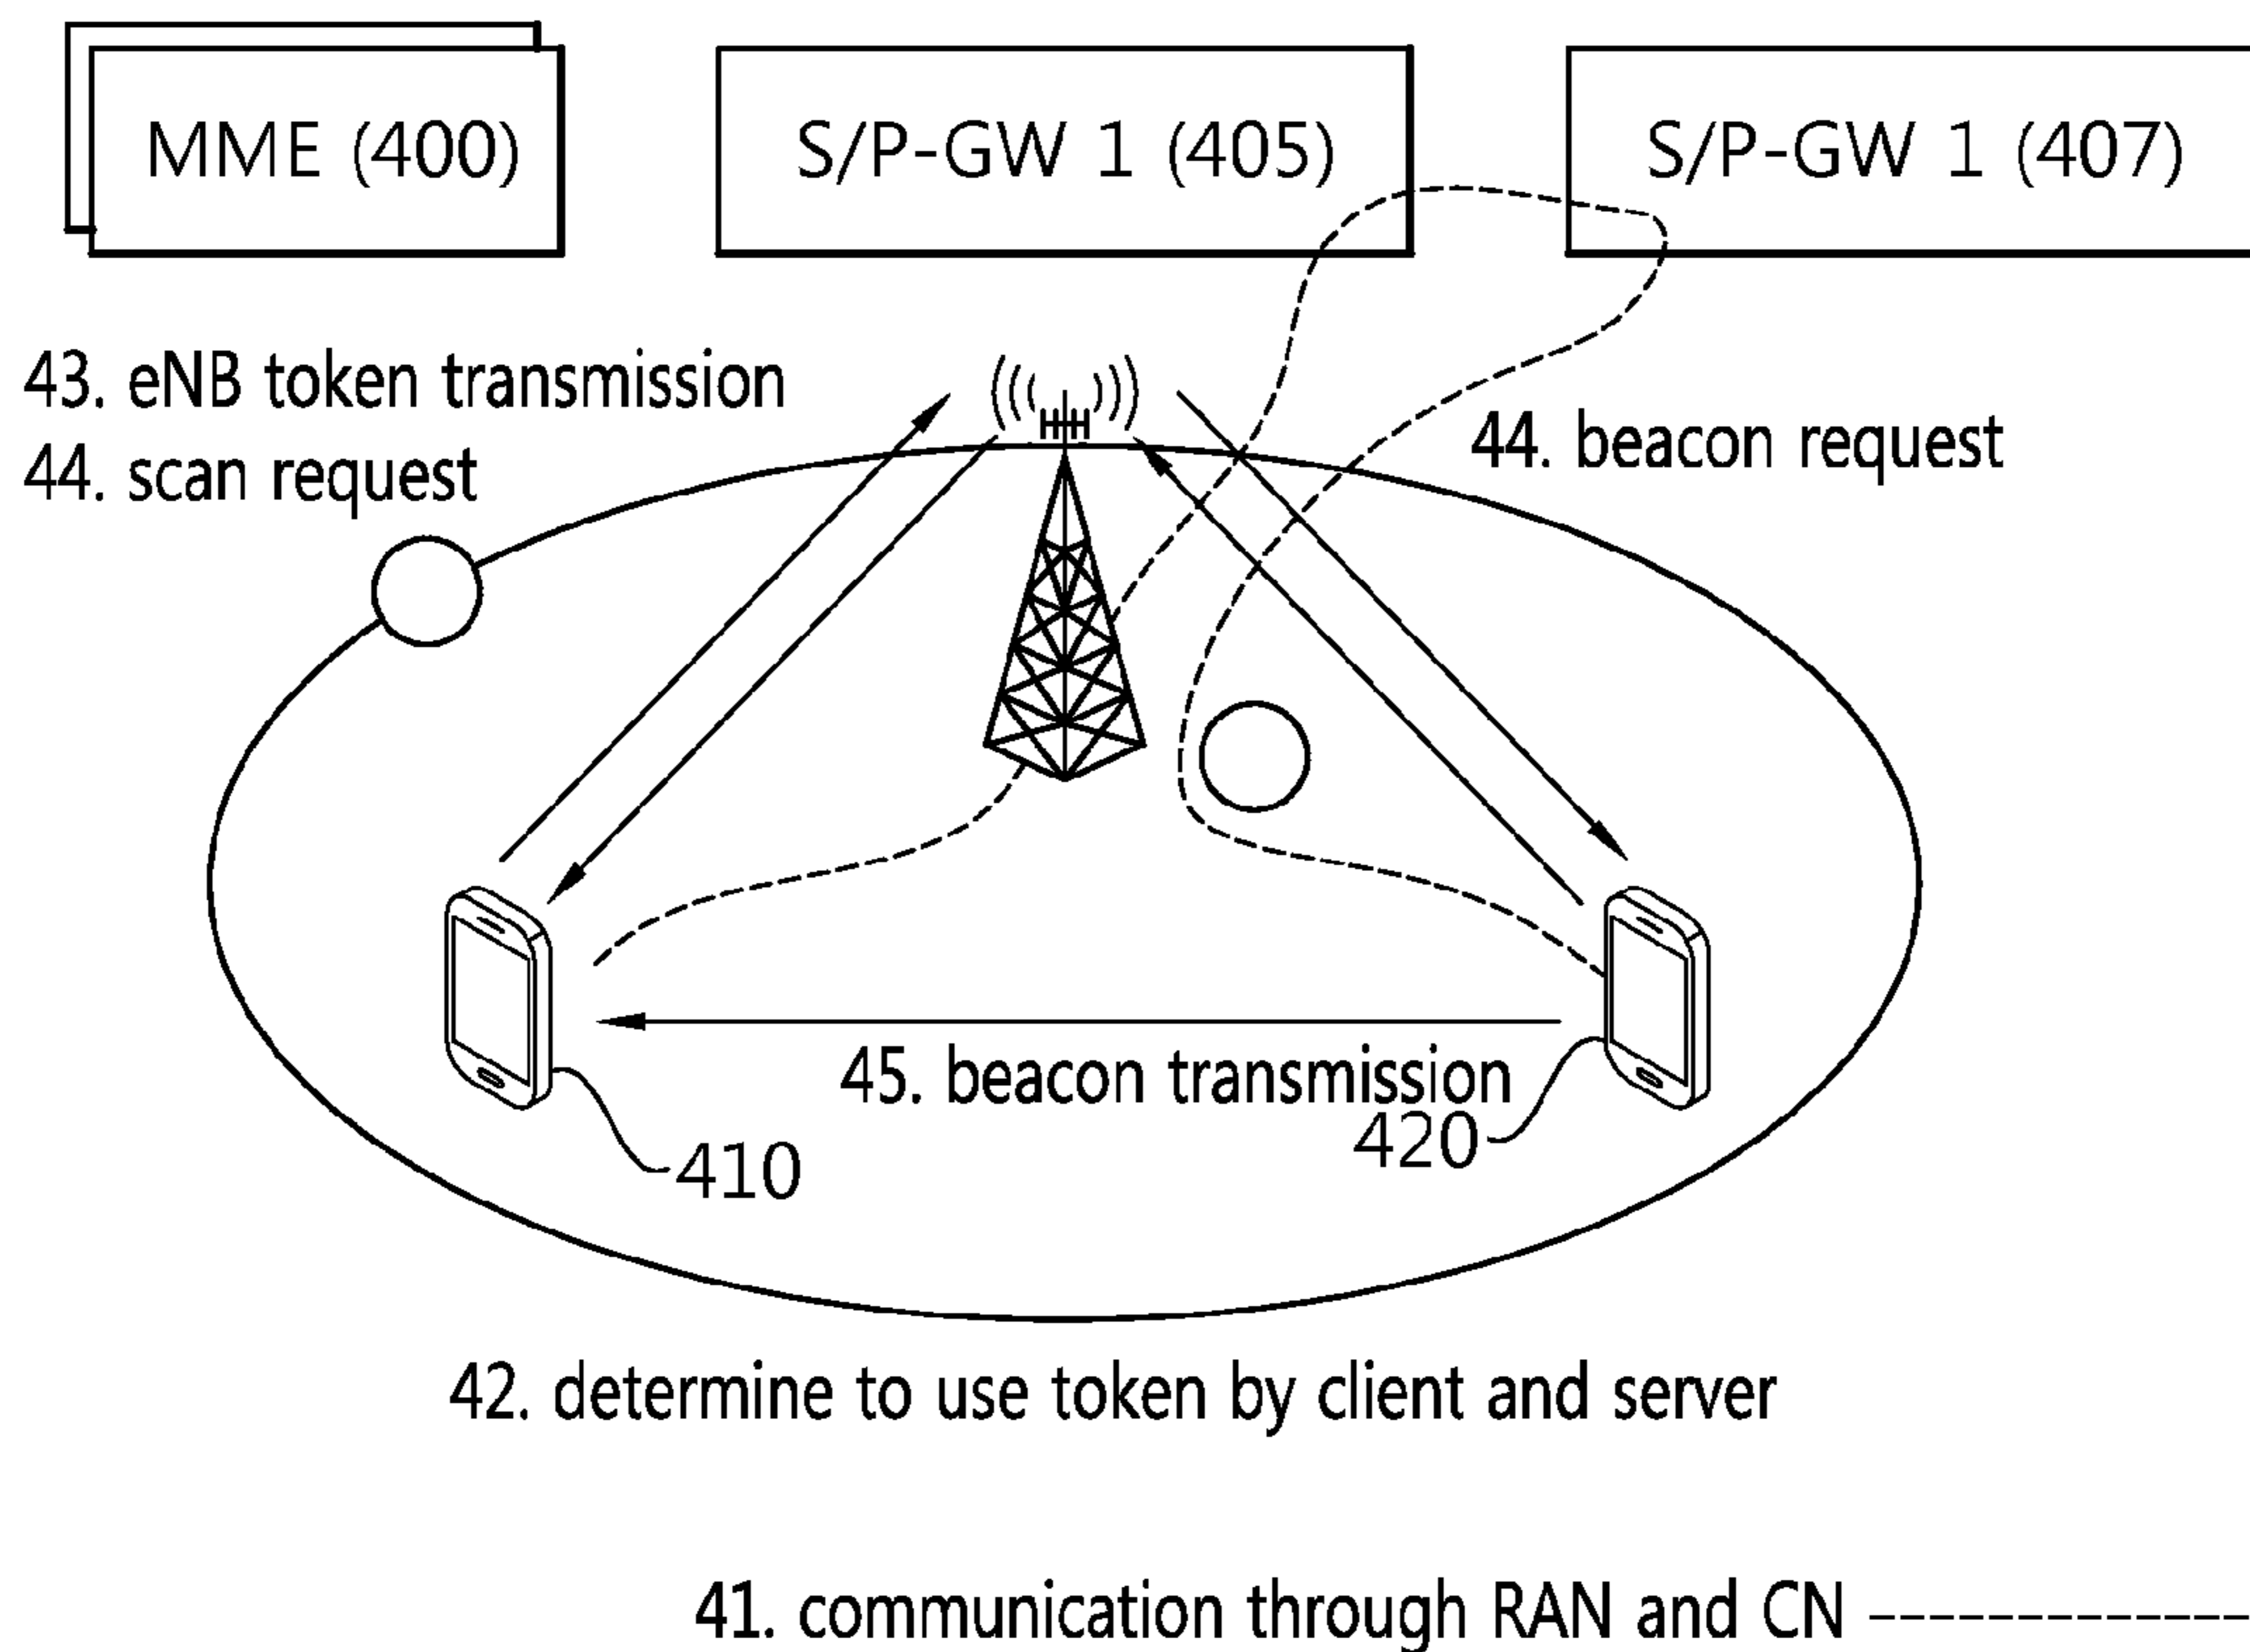 MME (400)
S/P-GW 1 (405)
S/P-GW 1 (407)
43. eNB token transmission
44. scan request
44. beacon request
45. beacon transmission
410
420
42. determine to use token by client and server
41. communication through RAN and CN